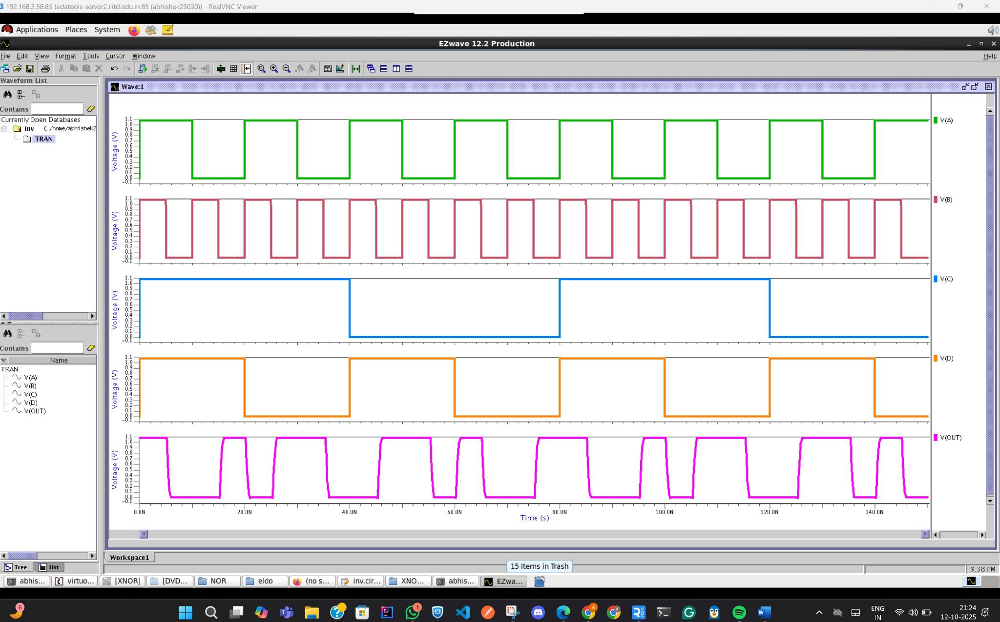 192.168.3.58:85 (edatools-server2.iiitd.edu.in:85 (abhishek23030)) - RealVNC Viewer
Applications Places System
EZwave 12.2 Production
File Edit View Format Tools Cursor Window Help
Waveform List
Wave:1
Contains
Currently Open Databases
inv ( /home/abhishek2
TRAN
1.1
1.0
0.9
0.8
0.7
0.6
0.5
0.4
0.3
0.2
0.1
0.0
-0.1
Voltage (V)
V(A)
1.1
1.0
0.9
0.8
0.7
0.6
0.5
0.4
0.3
0.2
0.1
0.0
-0.1
Voltage (V)
V(B)
1.1
1.0
0.9
0.8
0.7
0.6
0.5
0.4
0.3
0.2
0.1
0.0
-0.1
Voltage (V)
V(C)
Contains
Name
TRAN
V(A)
V(B)
V(C)
V(D)
V(OUT)
1.1
1.0
0.9
0.8
0.7
0.6
0.5
0.4
0.3
0.2
0.1
0.0
-0.1
Voltage (V)
V(D)
1.1
1.0
0.9
0.8
0.7
0.6
0.5
0.4
0.3
0.2
0.1
0.0
-0.1
Voltage (V)
V(OUT)
0.0N 20.0N 40.0N 60.0N 80.0N 100.0N 120.0N 140.0N
Time (s)
Workspace1
Tree List
15 Items in Trash
9:38 PM
abhis... virtuo... [XNOR] [DVD... NOR eldo (no s... inv.cir... XNO... abhis... EZwa...
6
1
ENG
IN
21:24
12-10-2025